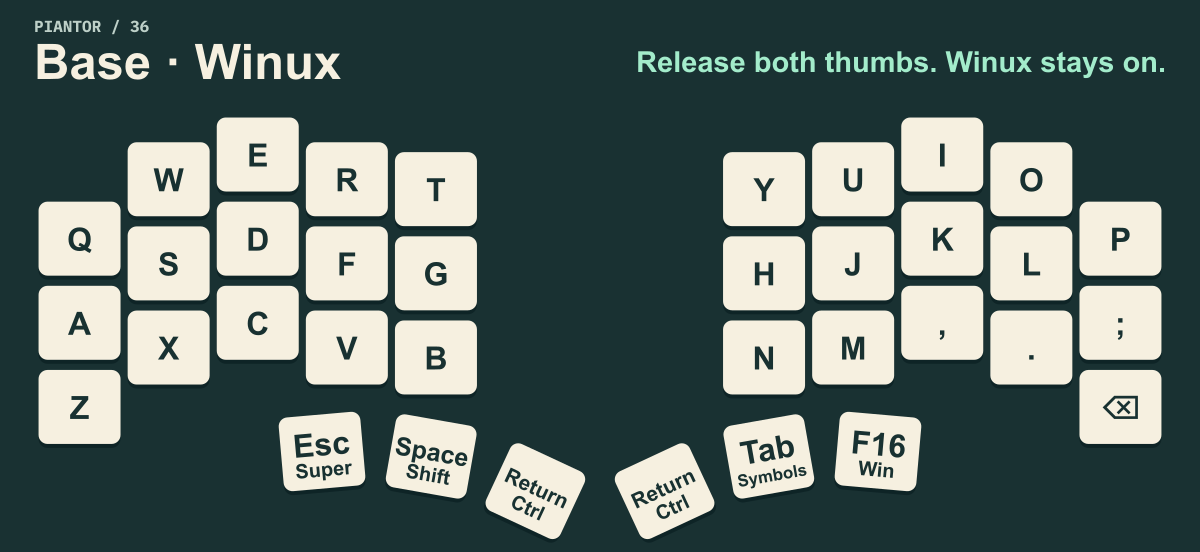 PIANTOR / 36
Base · Winux
Release both thumbs. Winux stays on.
Q W E R T
Y U I O P
A S D F G
H J K L ;
Z X C V B
N M , . ⌫
Esc
Super
Space
Shift
Return
Ctrl
Return
Ctrl
Tab
Symbols
F16
Win